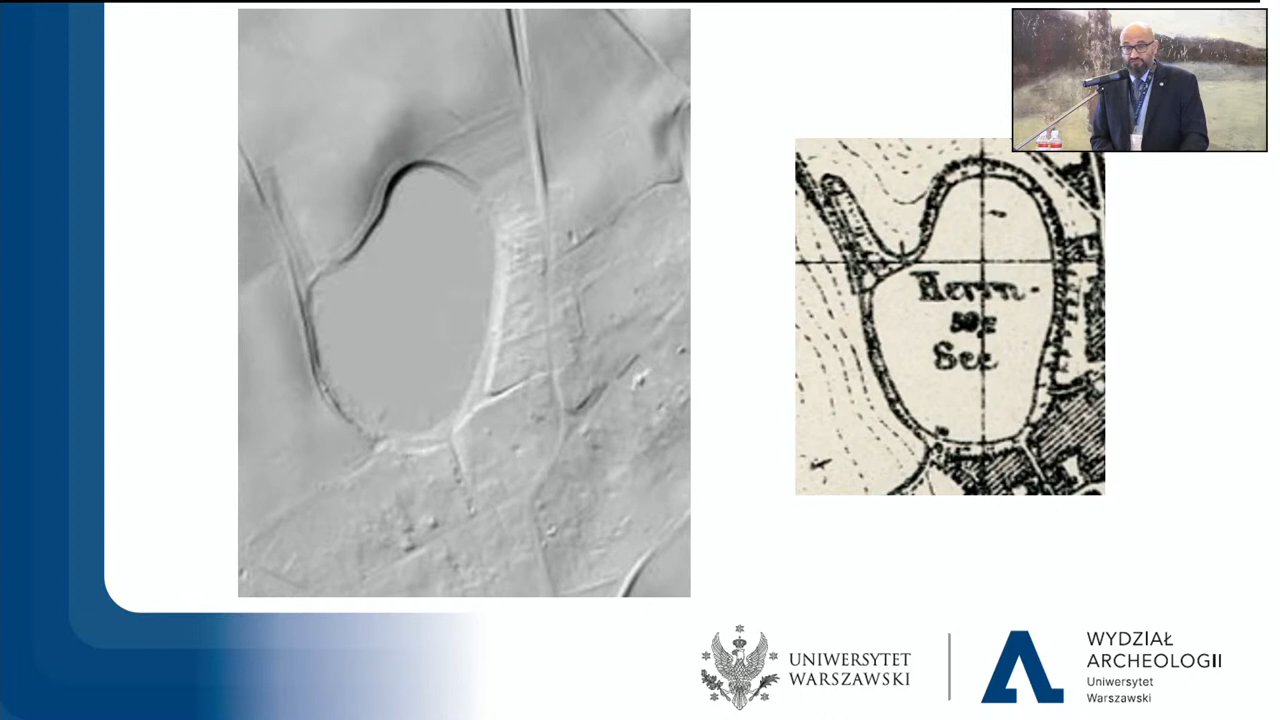 Herrn-
See
UNIWERSYTET
WARSZAWSKI
WYDZIAŁ
ARCHEOLOGII
Uniwersytet
Warszawski